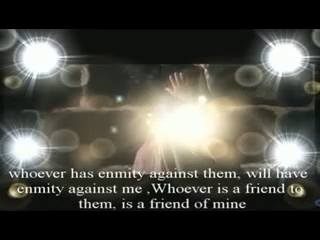 whoever has enmity against them, will have
enmity against me ,Whoever is a friend to
them, is a friend of mine